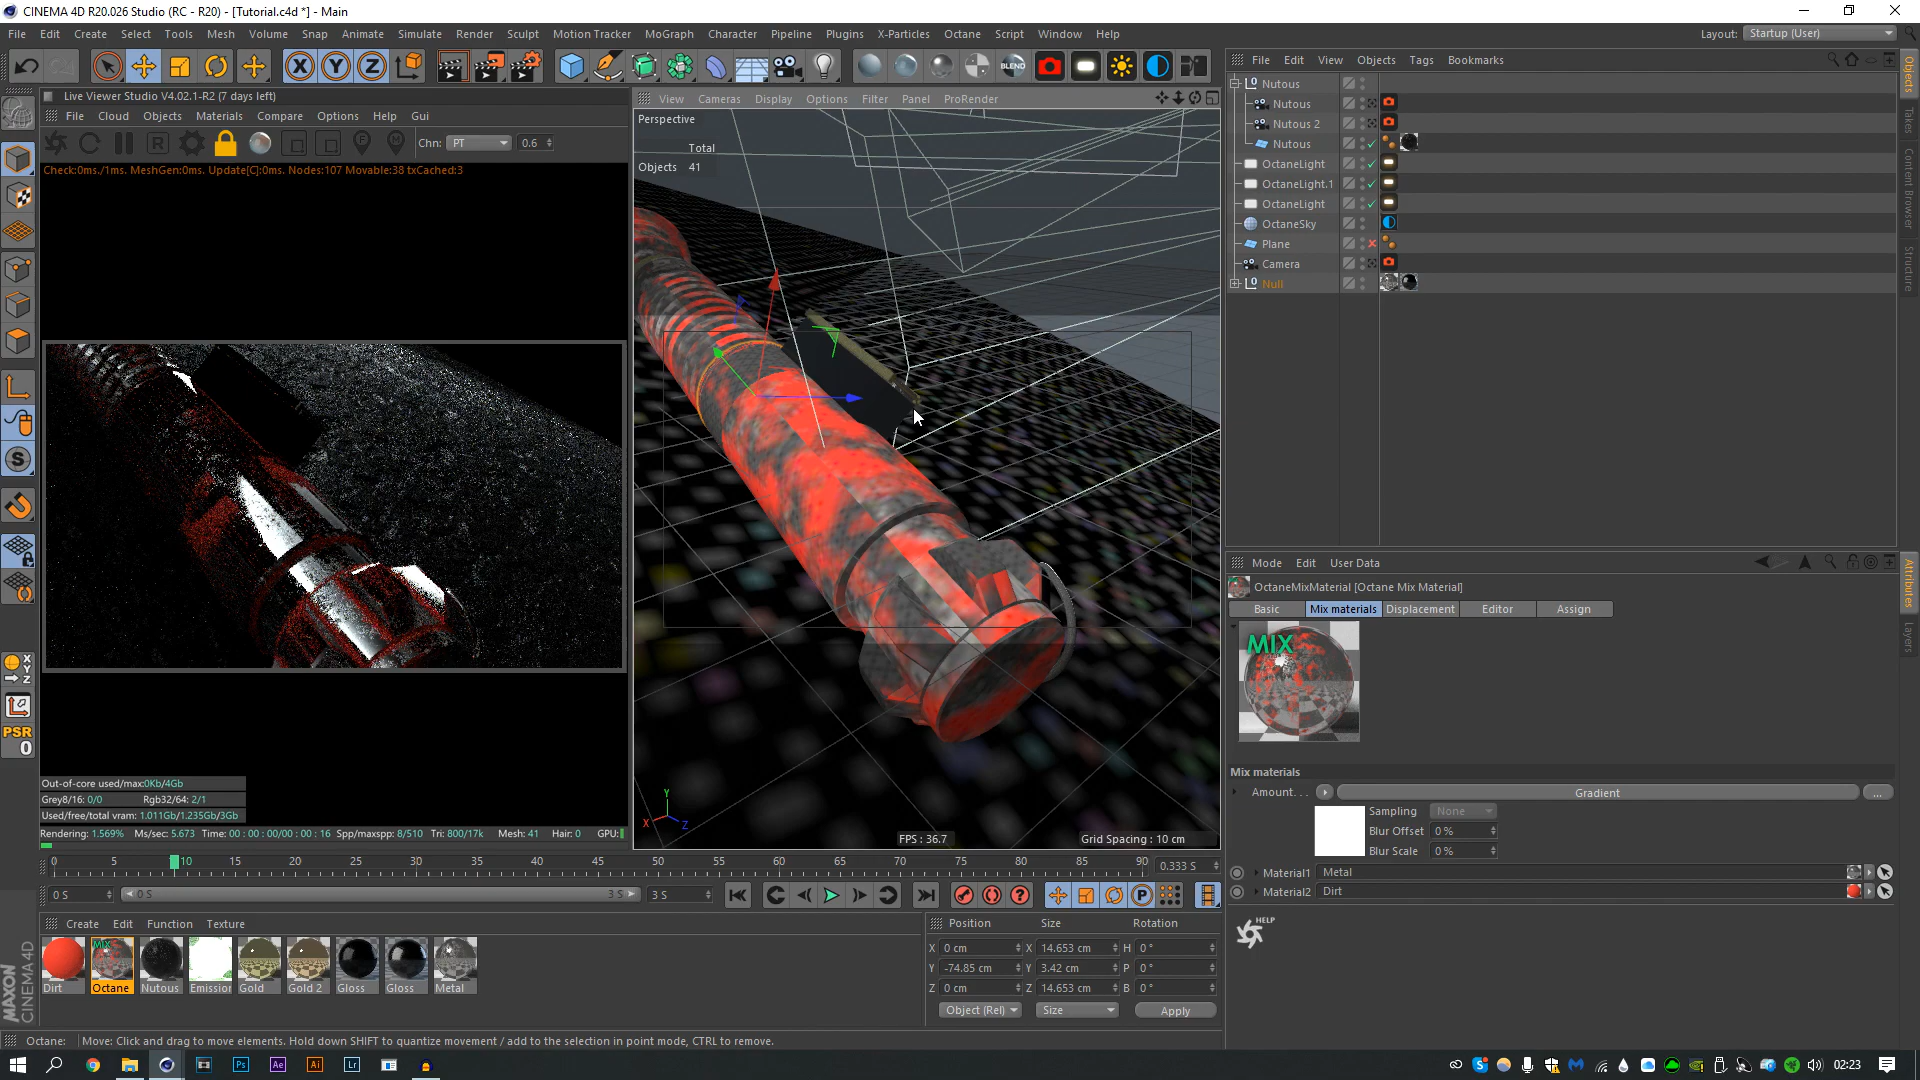 CINEMA 4D R20.026 Studio (RC - R20) - [Tutorial.c4d *] - Main
File Edit Create Select Tools Mesh Volume Snap Animate Simulate Render Sculpt Motion Tracker MoGraph Character Pipeline Plugins X-Particles Octane Script Window Help
Layout: Startup (User)
BLEND
Live Viewer Studio V4.02.1-R2 (7 days left)
File Cloud Objects Materials Compare Options Help Gui
Chn: PT 0.6
Check:0ms./1ms. MeshGen:0ms. Update[C]:0ms. Nodes:107 Movable:38 txCached:3
Out-of-core used/max:0Kb/4Gb
Grey8/16: 0/0 Rgb32/64: 2/1
Used/free/total vram: 1.011Gb/1.235Gb/3Gb
Rendering: 1.569% Ms/sec: 5.673 Time: 00 : 00 : 00/00 : 00 : 16 Spp/maxspp: 8/510 Tri: 800/17k Mesh: 41 Hair: 0 GPU:
View Cameras Display Options Filter Panel ProRender
Perspective
Total
Objects 41
Y
X
Z
FPS : 36.7
Grid Spacing : 10 cm
File Edit View Objects Tags Bookmarks
Nutous
Nutous
Nutous 2
Nutous
OctaneLight
OctaneLight.1
OctaneLight
OctaneSky
Plane
Camera
Null
Objects
Takes
Content Browser
Structure
Attributes
Layers
Mode Edit User Data
OctaneMixMaterial [Octane Mix Material]
Basic Mix materials Displacement Editor Assign
MIX
Mix materials
Amount. . . Gradient ...
Sampling None
Blur Offset 0 %
Blur Scale 0 %
Material1 Metal
Material2 Dirt
HELP
PSR
0
0 5 10 15 20 25 30 35 40 45 50 55 60 65 70 75 80 85 90 0.333 S
0 S 0 S 3 S 3 S
Create Edit Function Texture
Dirt Octane Nutous Emission Gold Gold 2 Gloss Gloss Metal
Position Size Rotation
X 0 cm X 14.653 cm H 0 °
Y -74.85 cm Y 3.42 cm P 0 °
Z 0 cm Z 14.653 cm B 0 °
Object (Rel) Size Apply
MAXON
CINEMA 4D
Octane: Move: Click and drag to move elements. Hold down SHIFT to quantize movement / add to the selection in point mode, CTRL to remove.
Ps Ae Ai Lr
02:23